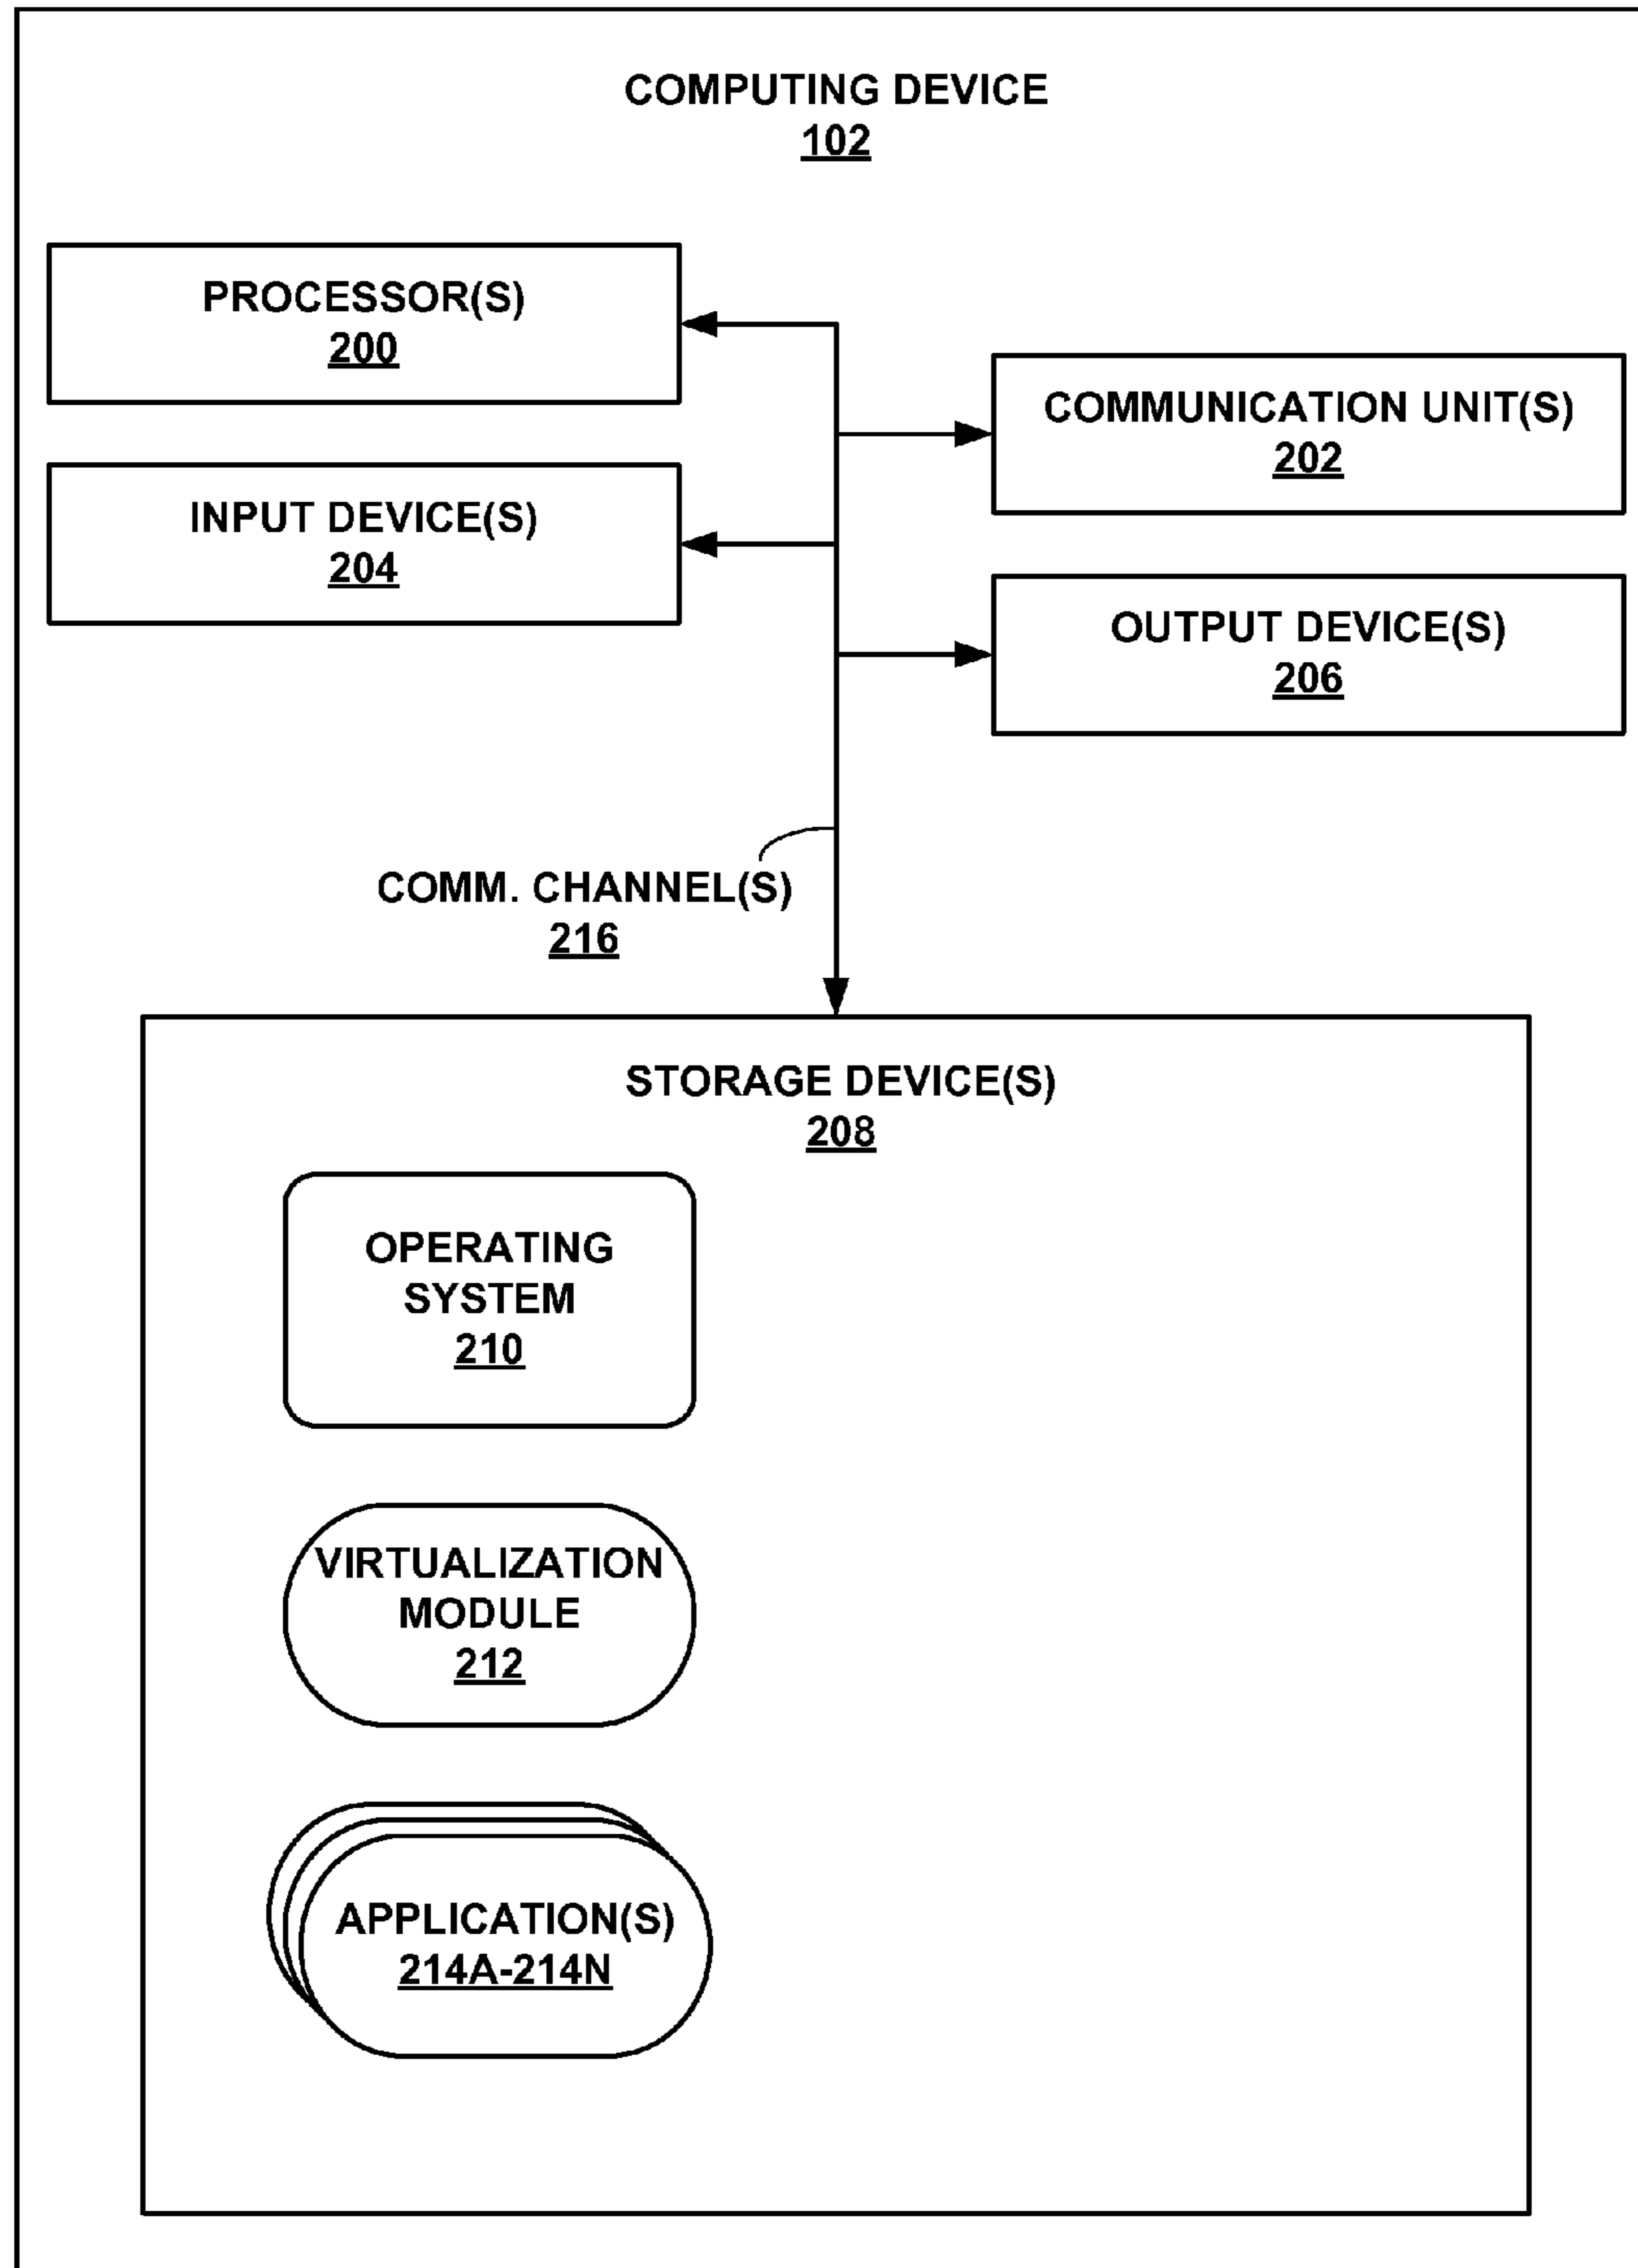 COMPUTING DEVICE
102
PROCESSOR(S)
200
COMMUNICATION UNIT(S)
202
INPUT DEVICE(S)
204
OUTPUT DEVICE(S)
206
COMM. CHANNEL(S)
216
STORAGE DEVICE(S)
208
OPERATING
SYSTEM
210
VIRTUALIZATION
MODULE
212
APPLICATION(S)
214A-214N